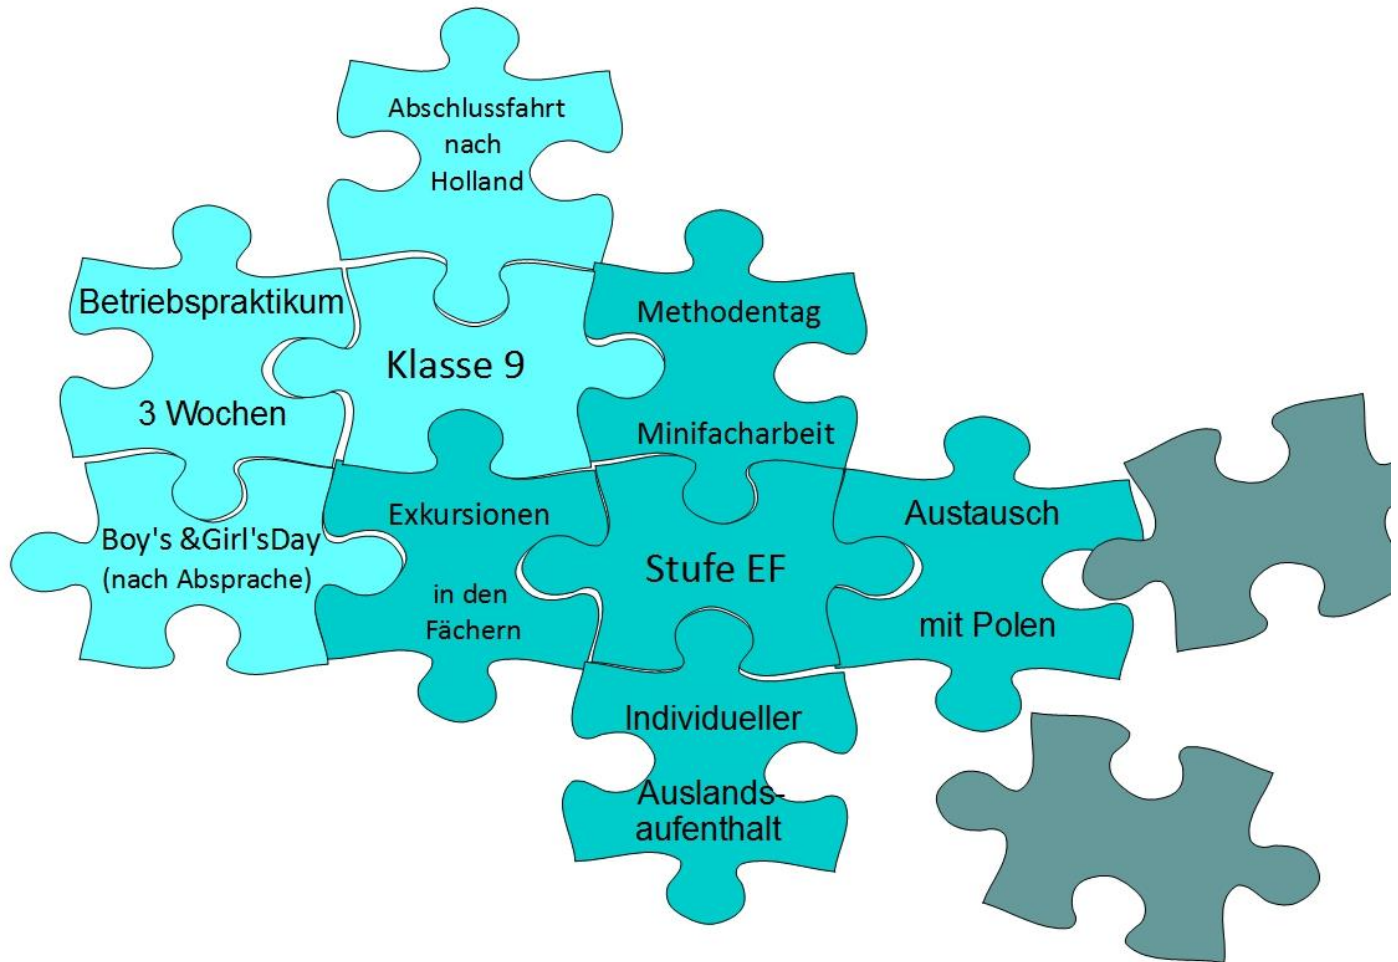 Abschlussfahrt
nach
Holland
Betriebspraktikum
3 Wochen
Klasse 9
Methodentag
Minifacharbeit
Boy's &Girl'sDay
(nach Absprache)
Exkursionen
in den
Fächern
Stufe EF
Austausch
mit Polen
Individueller
Auslands-
aufenthalt